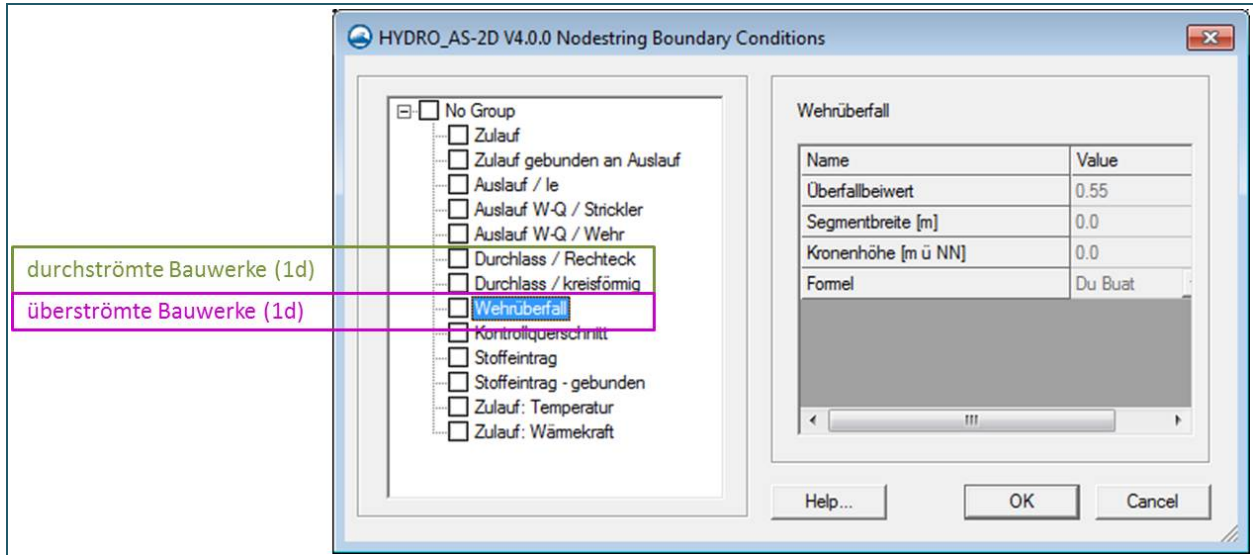 HYDRO_AS-2D V4.0.0 Nodestring Boundary Conditions
No Group
Zulauf
Zulauf gebunden an Auslauf
Auslauf / Ie
Auslauf W-Q / Strickler
Auslauf W-Q / Wehr
durchströmte Bauwerke (1d)
Durchlass / Rechteck
Durchlass / kreisförmig
überströmte Bauwerke (1d)
Wehrüberfall
Kontrollquerschnitt
Stoffeintrag
Stoffeintrag - gebunden
Zulauf: Temperatur
Zulauf: Wärmekraft
Wehrüberfall
Name Value
Überfallbeiwert 0.55
Segmentbreite [m] 0.0
Kronenhöhe [m ü NN] 0.0
Formel Du Buat
Help... OK Cancel